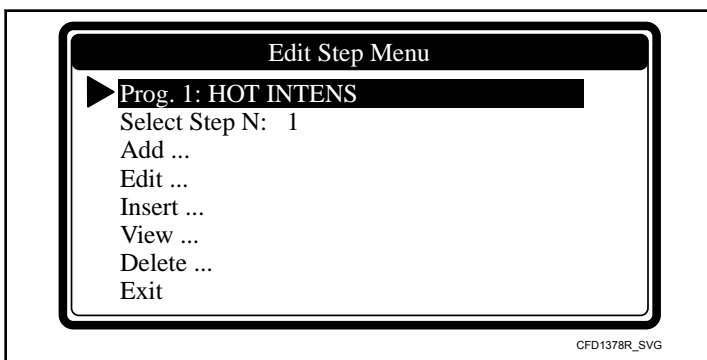 Edit Step Menu
Prog. 1: HOT INTENS
Select Step N: 1
Add ...
Edit ...
Insert ...
View ...
Delete ...
Exit
CFD1378R_SVG